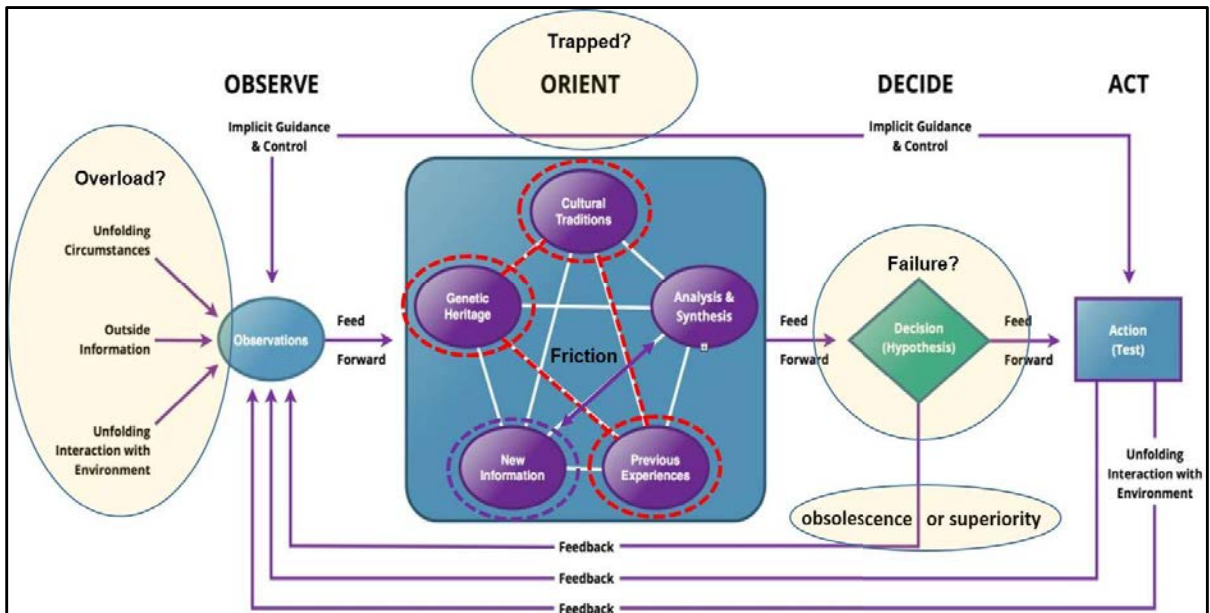 Trapped?
OBSERVE
ORIENT
DECIDE
ACT
Implicit Guidance
& Control
Implicit Guidance
& Control
Overload?
Unfolding
Circumstances
Outside
Information
Unfolding
Interaction with
Environment
Observations
Feed
Forward
Cultural
Traditions
Genetic
Heritage
Analysis &
Synthesis
Friction
New
Information
Previous
Experiences
Feed
Forward
Failure?
Decision
(Hypothesis)
Feed
Forward
Action
(Test)
Unfolding
Interaction with
Environment
obsolescence or superiority
Feedback
Feedback
Feedback